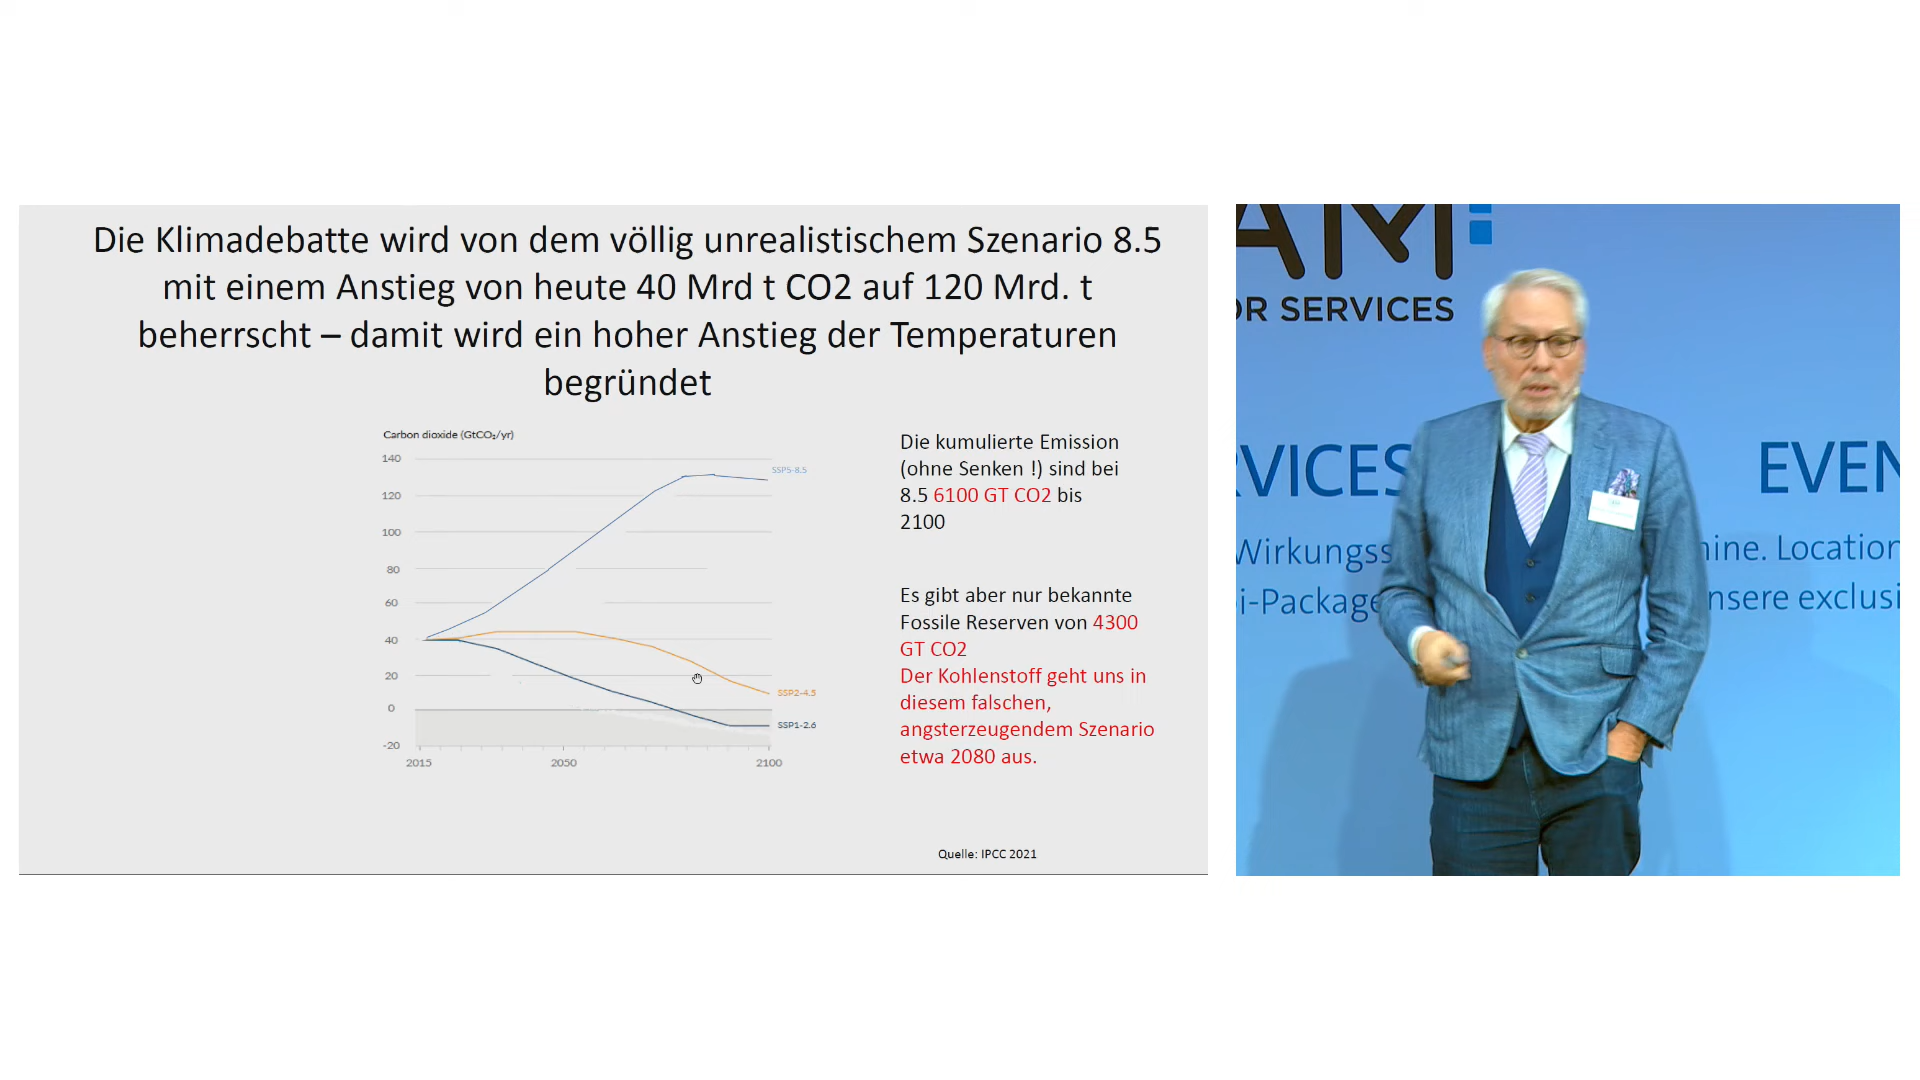 Die Klimadebatte wird von dem völlig unrealistischem Szenario 8.5
mit einem Anstieg von heute 40 Mrd t CO2 auf 120 Mrd. t
beherrscht – damit wird ein hoher Anstieg der Temperaturen
begründet
Carbon dioxide (GtCO₂/yr)
140
120
100
80
60
40
20
0
-20
2015
2050
2100
SSP5-8.5
SSP2-4.5
SSP1-2.6
Die kumulierte Emission
(ohne Senken !) sind bei
8.5 6100 GT CO2 bis
2100
Es gibt aber nur bekannte
Fossile Reserven von 4300
GT CO2
Der Kohlenstoff geht uns in
diesem falschen,
angsterzeugendem Szenario
etwa 2080 aus.
Quelle: IPCC 2021
AM
OR SERVICES
RVICES
EVEN
Wirkungss
i-Package
ine. Location
nsere exclusi